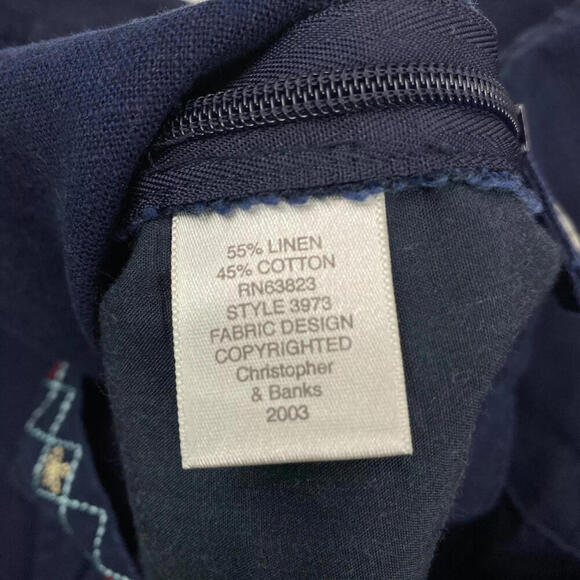 55% LINEN
45% COTTON
RN63823
STYLE 3973
FABRIC DESIGN
COPYRIGHTED
Christopher
& Banks
2003